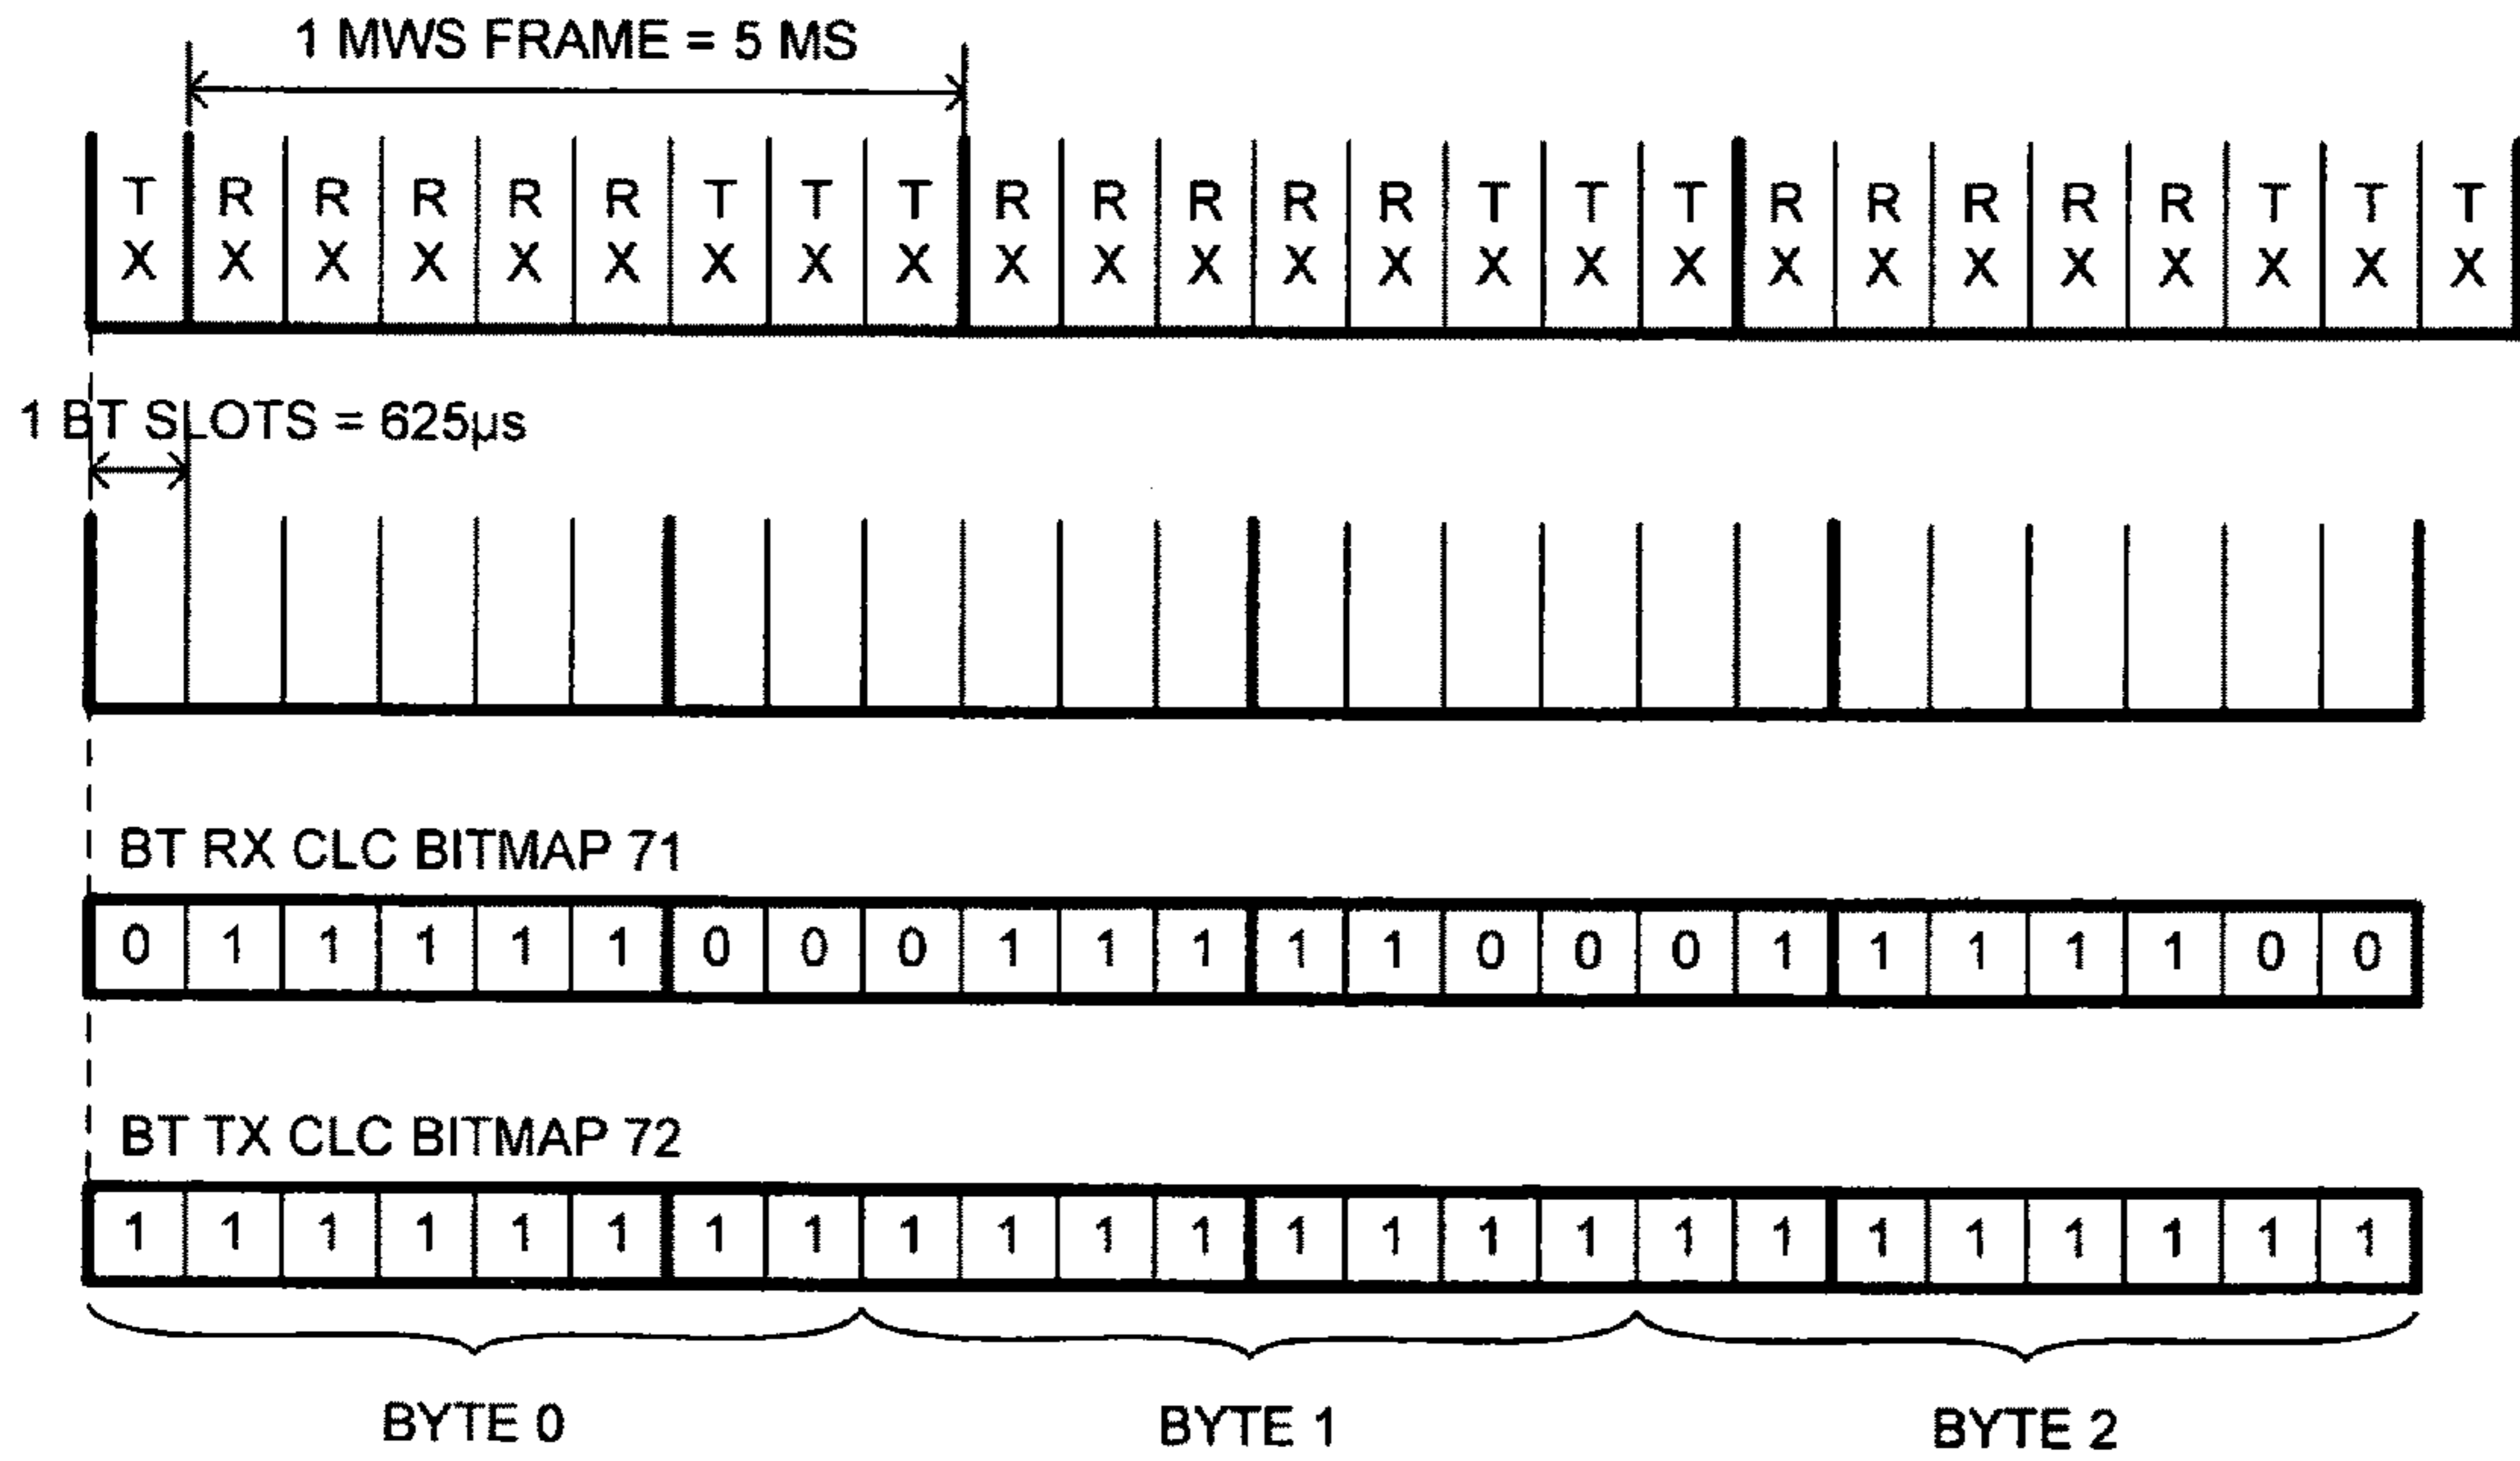 1 MWS FRAME = 5 MS
T R R R R R T T T R R R R R T T T R R R R R T T T
X X X X X X X X X X X X X X X X X X X X X X X X X
1 BT SLOTS = 625µs
BT RX CLC BITMAP 71
0 1 1 1 1 1 0 0 0 1 1 1 1 1 0 0 0 1 1 1 1 1 0 0
BT TX CLC BITMAP 72
1 1 1 1 1 1 1 1 1 1 1 1 1 1 1 1 1 1 1 1 1 1 1 1
BYTE 0 BYTE 1 BYTE 2